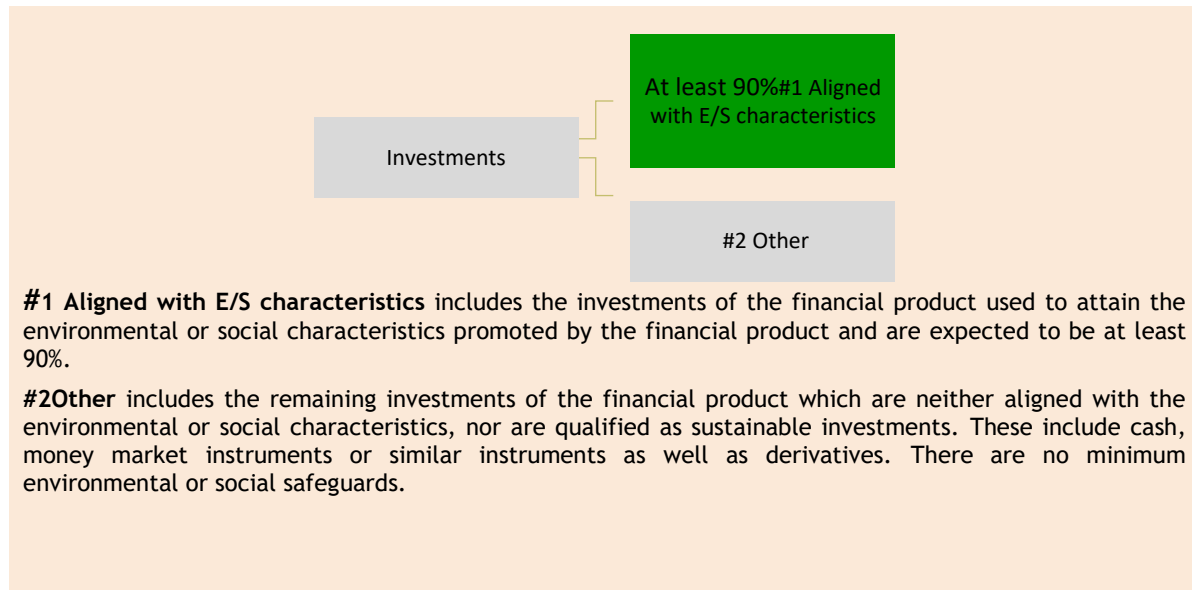 At least 90%#1 Aligned
with E/S characteristics
Investments
#2 Other
#1 Aligned with E/S characteristics includes the investments of the financial product used to attain the
environmental or social characteristics promoted by the financial product and are expected to be at least
90%.
#2Other includes the remaining investments of the financial product which are neither aligned with the
environmental or social characteristics, nor are qualified as sustainable investments. These include cash,
money market instruments or similar instruments as well as derivatives. There are no minimum
environmental or social safeguards.